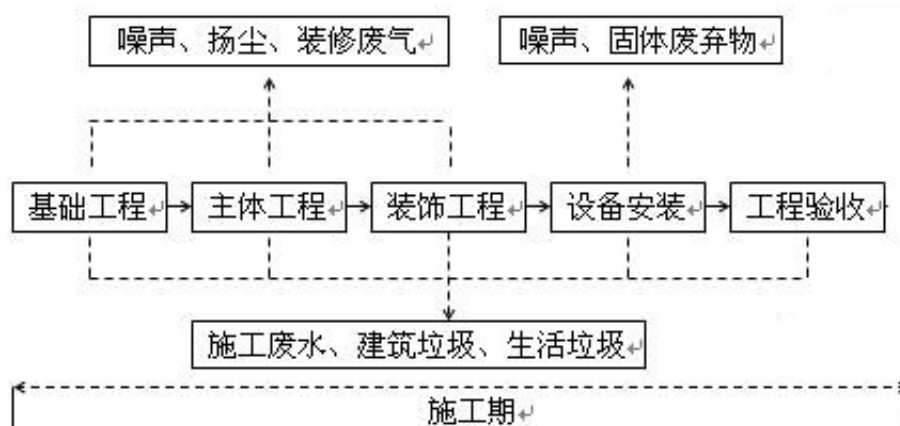 噪声、扬尘、装修废气
噪声、固体废弃物
基础工程
主体工程
装饰工程
设备安装
工程验收
施工废水、建筑垃圾、生活垃圾
施工期